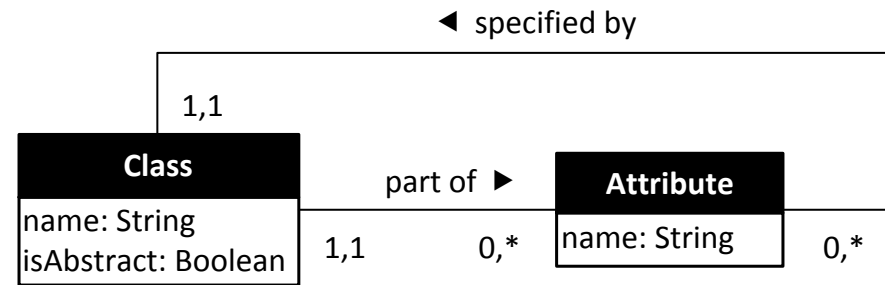 ◄ specified by
1,1
Class
name: String
isAbstract: Boolean
part of ►
1,1
0,*
Attribute
name: String
0,*